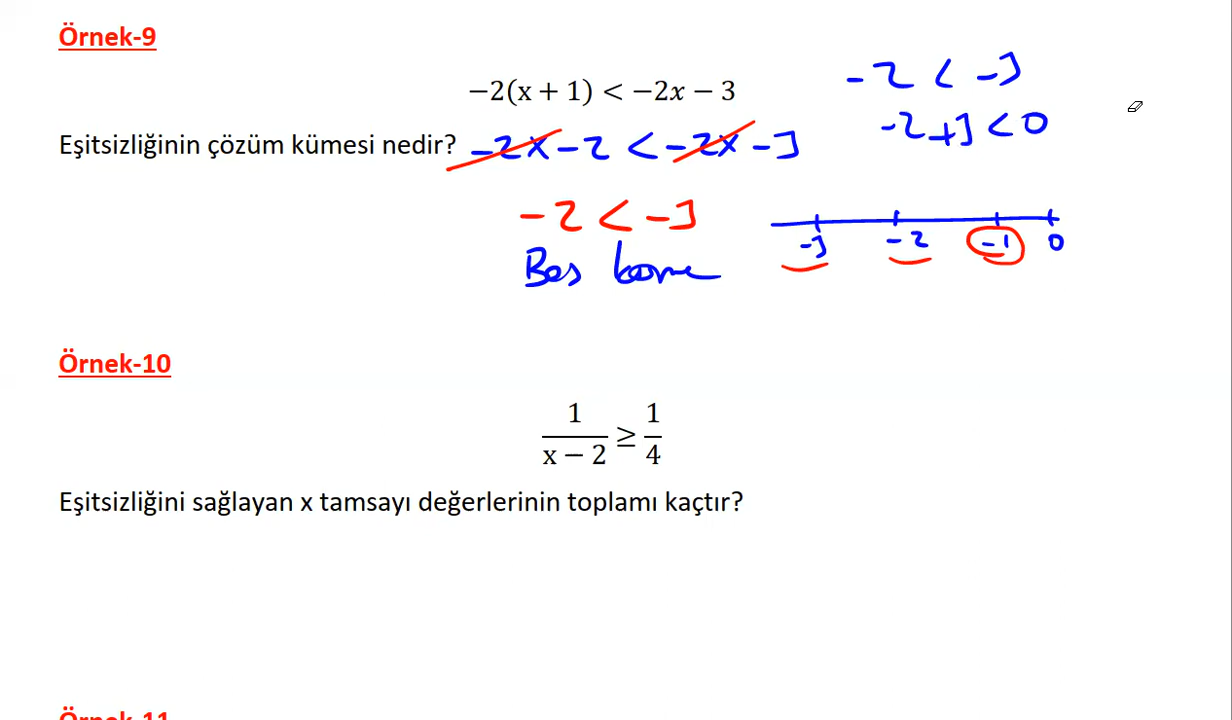 Örnek-9
−2(x + 1) < −2x − 3
-2 < -3
-2+3 < 0
Eşitsizliğinin çözüm kümesi nedir?
-2x-2 < -2x-3
-2 < -3
-3 -2 -1 0
Boş küme
Örnek-10
1/(x − 2) ≥ 1/4
Eşitsizliğini sağlayan x tamsayı değerlerinin toplamı kaçtır?
Örnek-11